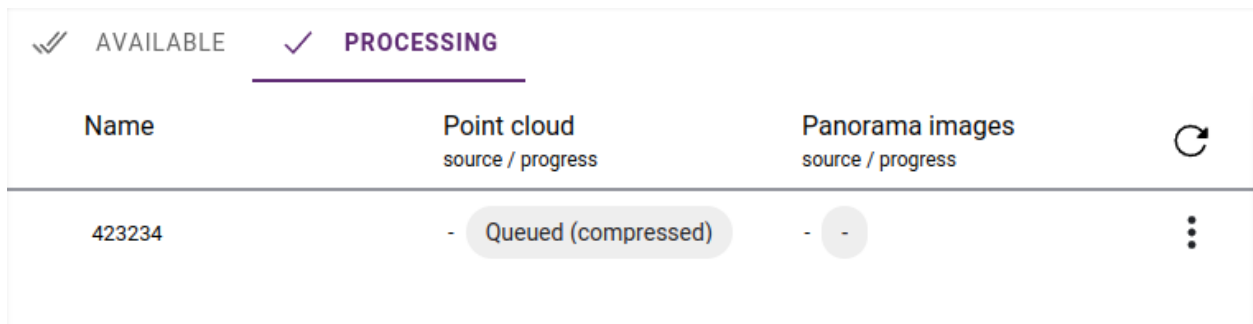 AVAILABLE PROCESSING
Name Point cloud Panorama images
source / progress source / progress
423234 - Queued (compressed) - -